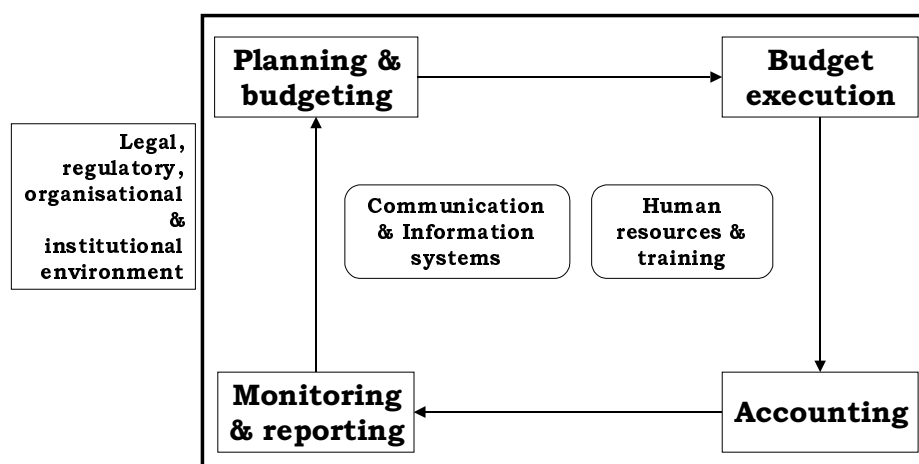 Planning &
budgeting
Budget
execution
Legal,
regulatory,
organisational
&
institutional
environment
Communication
& Information
systems
Human
resources &
training
Monitoring
& reporting
Accounting